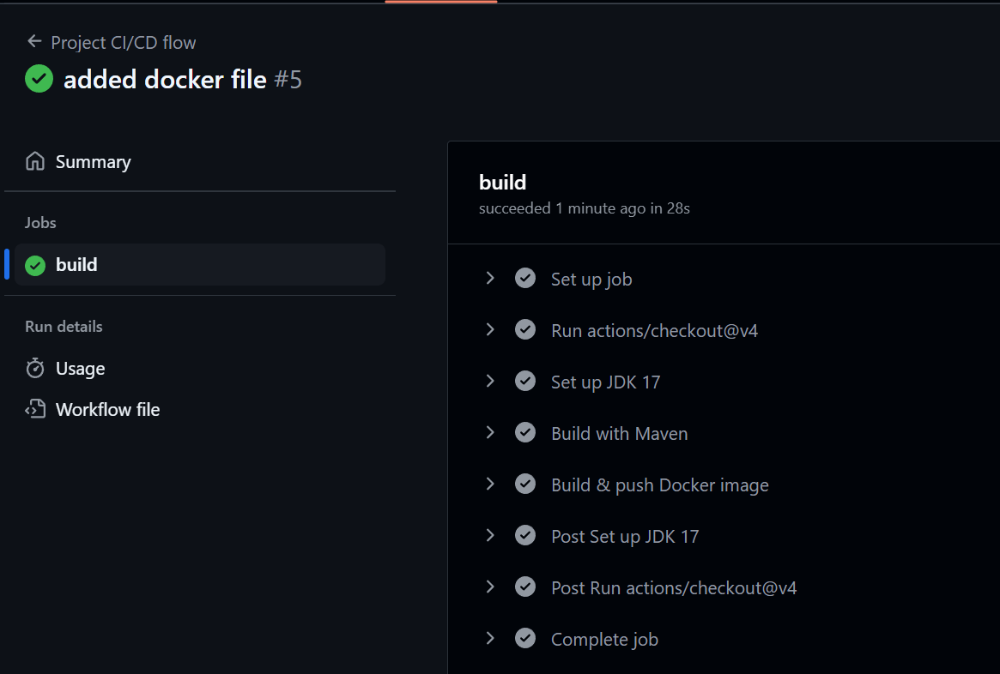 Project CI/CD flow
added docker file #5
Summary
Jobs
build
Run details
Usage
Workflow file
build
succeeded 1 minute ago in 28s
Set up job
Run actions/checkout@v4
Set up JDK 17
Build with Maven
Build & push Docker image
Post Set up JDK 17
Post Run actions/checkout@v4
Complete job